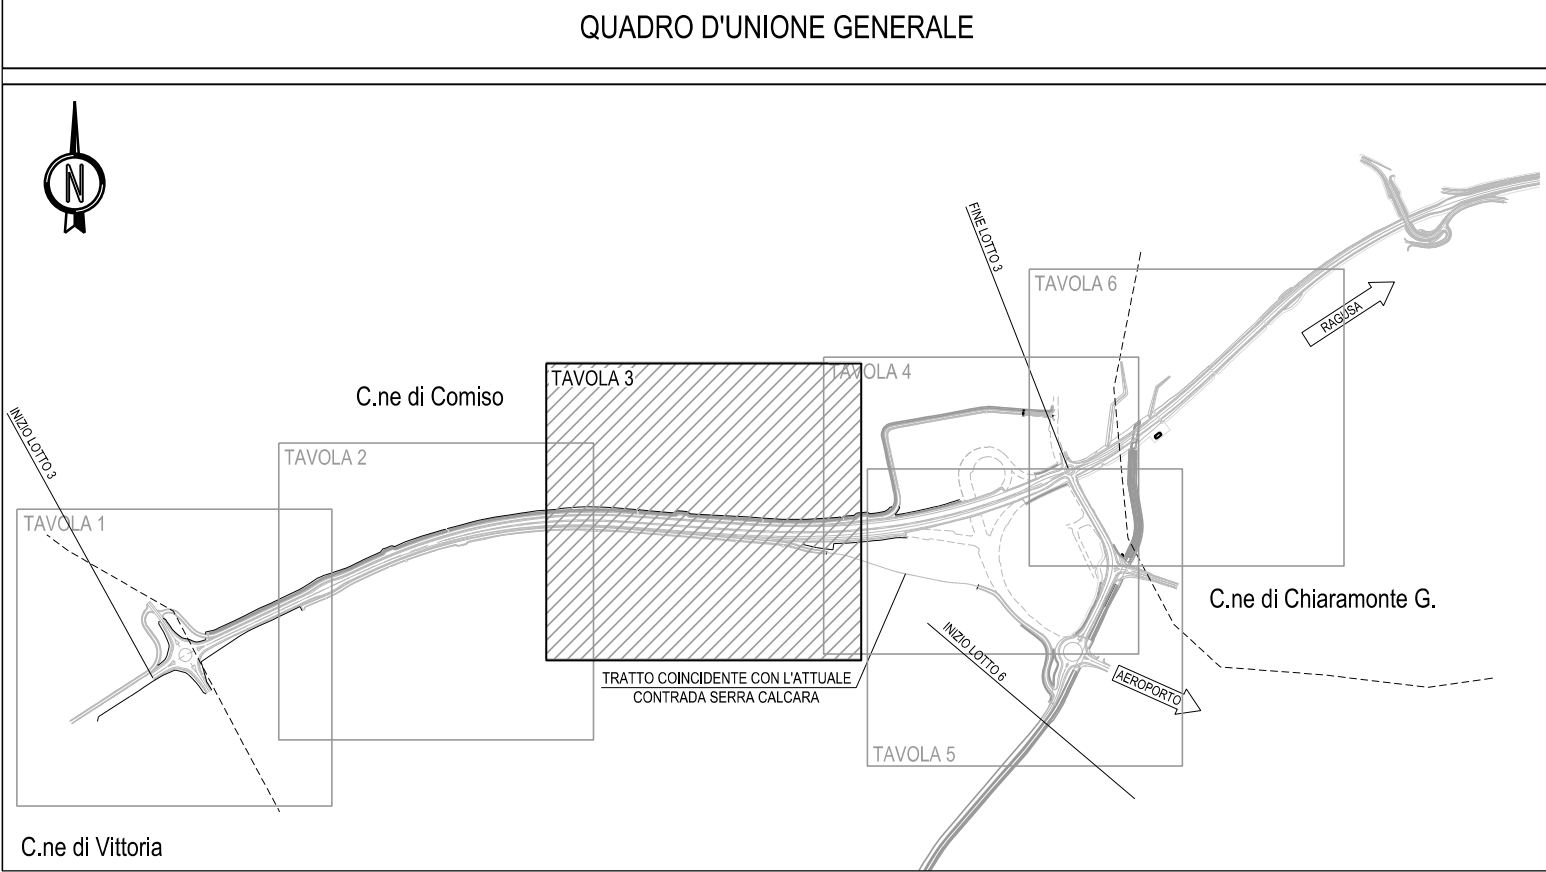 QUADRO D'UNIONE GENERALE
N
FINE LOTTO 3
TAVOLA 6
RAGUSA
TAVOLA 3
TAVOLA 4
C.ne di Comiso
INIZIO LOTTO 3
TAVOLA 2
TAVOLA 1
C.ne di Chiaramonte G.
INIZIO LOTTO 6
TRATTO COINCIDENTE CON L'ATTUALE
CONTRADA SERRA CALCARA
AEROPORTO
TAVOLA 5
C.ne di Vittoria